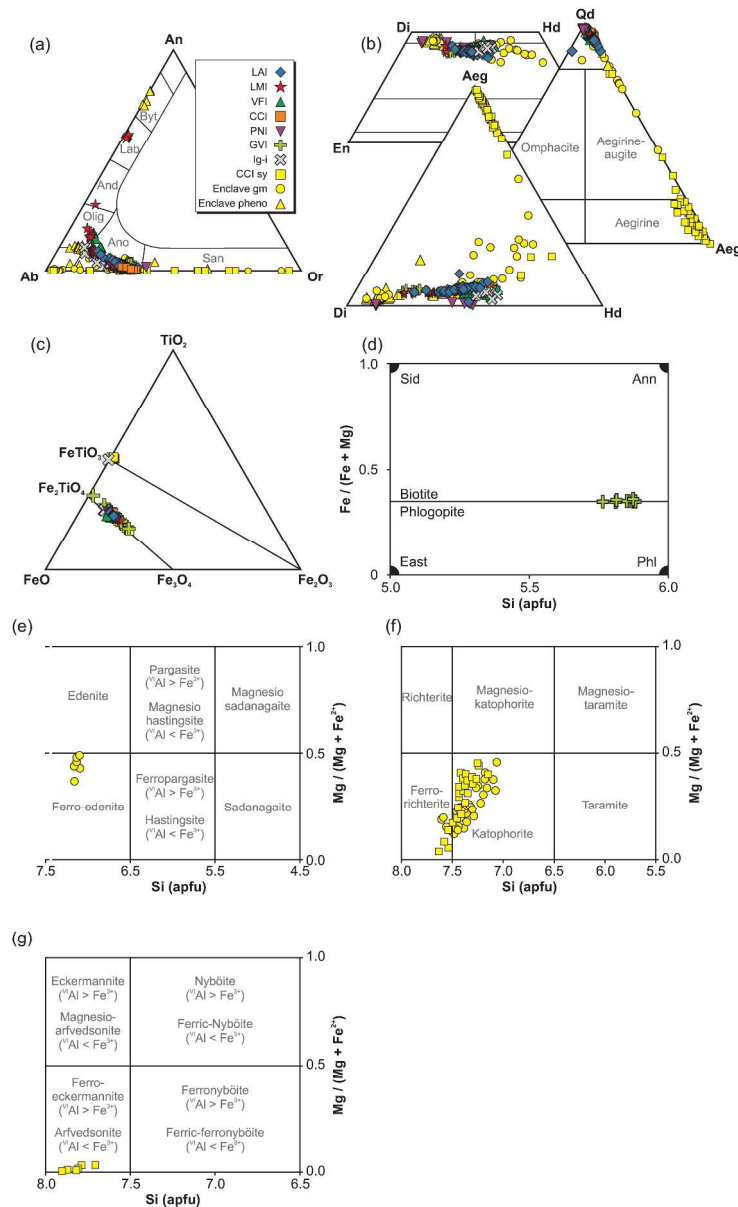 (a)
An
Byt
Lab
And
Olig
Ano
San
Ab
Or
LAI
LMI
VFI
CCI
PNI
GVI
Ig-i
CCI sy
Enclave gm
Enclave pheno
(b)
Di
Hd
En
Aeg
Di
Hd
Qd
Omphacite
Aegirine-
augite
Aegirine
Aeg
(c)
TiO₂
FeTiO₃
Fe₂TiO₄
FeO
Fe₃O₄
Fe₂O₃
(d)
1.0
Sid
Ann
Fe / (Fe + Mg)
0.5
Biotite
Phlogopite
East
Phl
0
5.0
5.5
6.0
Si (apfu)
(e)
1.0
Edenite
Pargasite
(ⱽᴵAl > Fe³⁺)
Magnesio
hastingsite
(ⱽᴵAl < Fe³⁺)
Magnesio
sadanagaite
0.5
Mg / (Mg + Fe²⁺)
Ferro-edenite
Ferropargasite
(ⱽᴵAl > Fe³⁺)
Hastingsite
(ⱽᴵAl < Fe³⁺)
Sadanagaite
0.0
7.5
6.5
5.5
4.5
Si (apfu)
(f)
1.0
Richterite
Magnesio-
katophorite
Magnesio-
taramite
0.5
Mg / (Mg + Fe²⁺)
Ferro-
richterite
Katophorite
Taramite
0.0
8.0
7.5
6.5
6.0
5.5
Si (apfu)
(g)
1.0
Eckermannite
(ⱽᴵAl > Fe³⁺)
Magnesio-
arfvedsonite
(ⱽᴵAl < Fe³⁺)
Nyböite
(ⱽᴵAl > Fe³⁺)
Ferric-Nyböite
(ⱽᴵAl < Fe³⁺)
0.5
Mg / (Mg + Fe²⁺)
Ferro-
eckermannite
(ⱽᴵAl > Fe³⁺)
Arfvedsonite
(ⱽᴵAl < Fe³⁺)
Ferronyböite
(ⱽᴵAl > Fe³⁺)
Ferric-ferronyböite
(ⱽᴵAl < Fe³⁺)
0.0
8.0
7.5
7.0
6.5
Si (apfu)